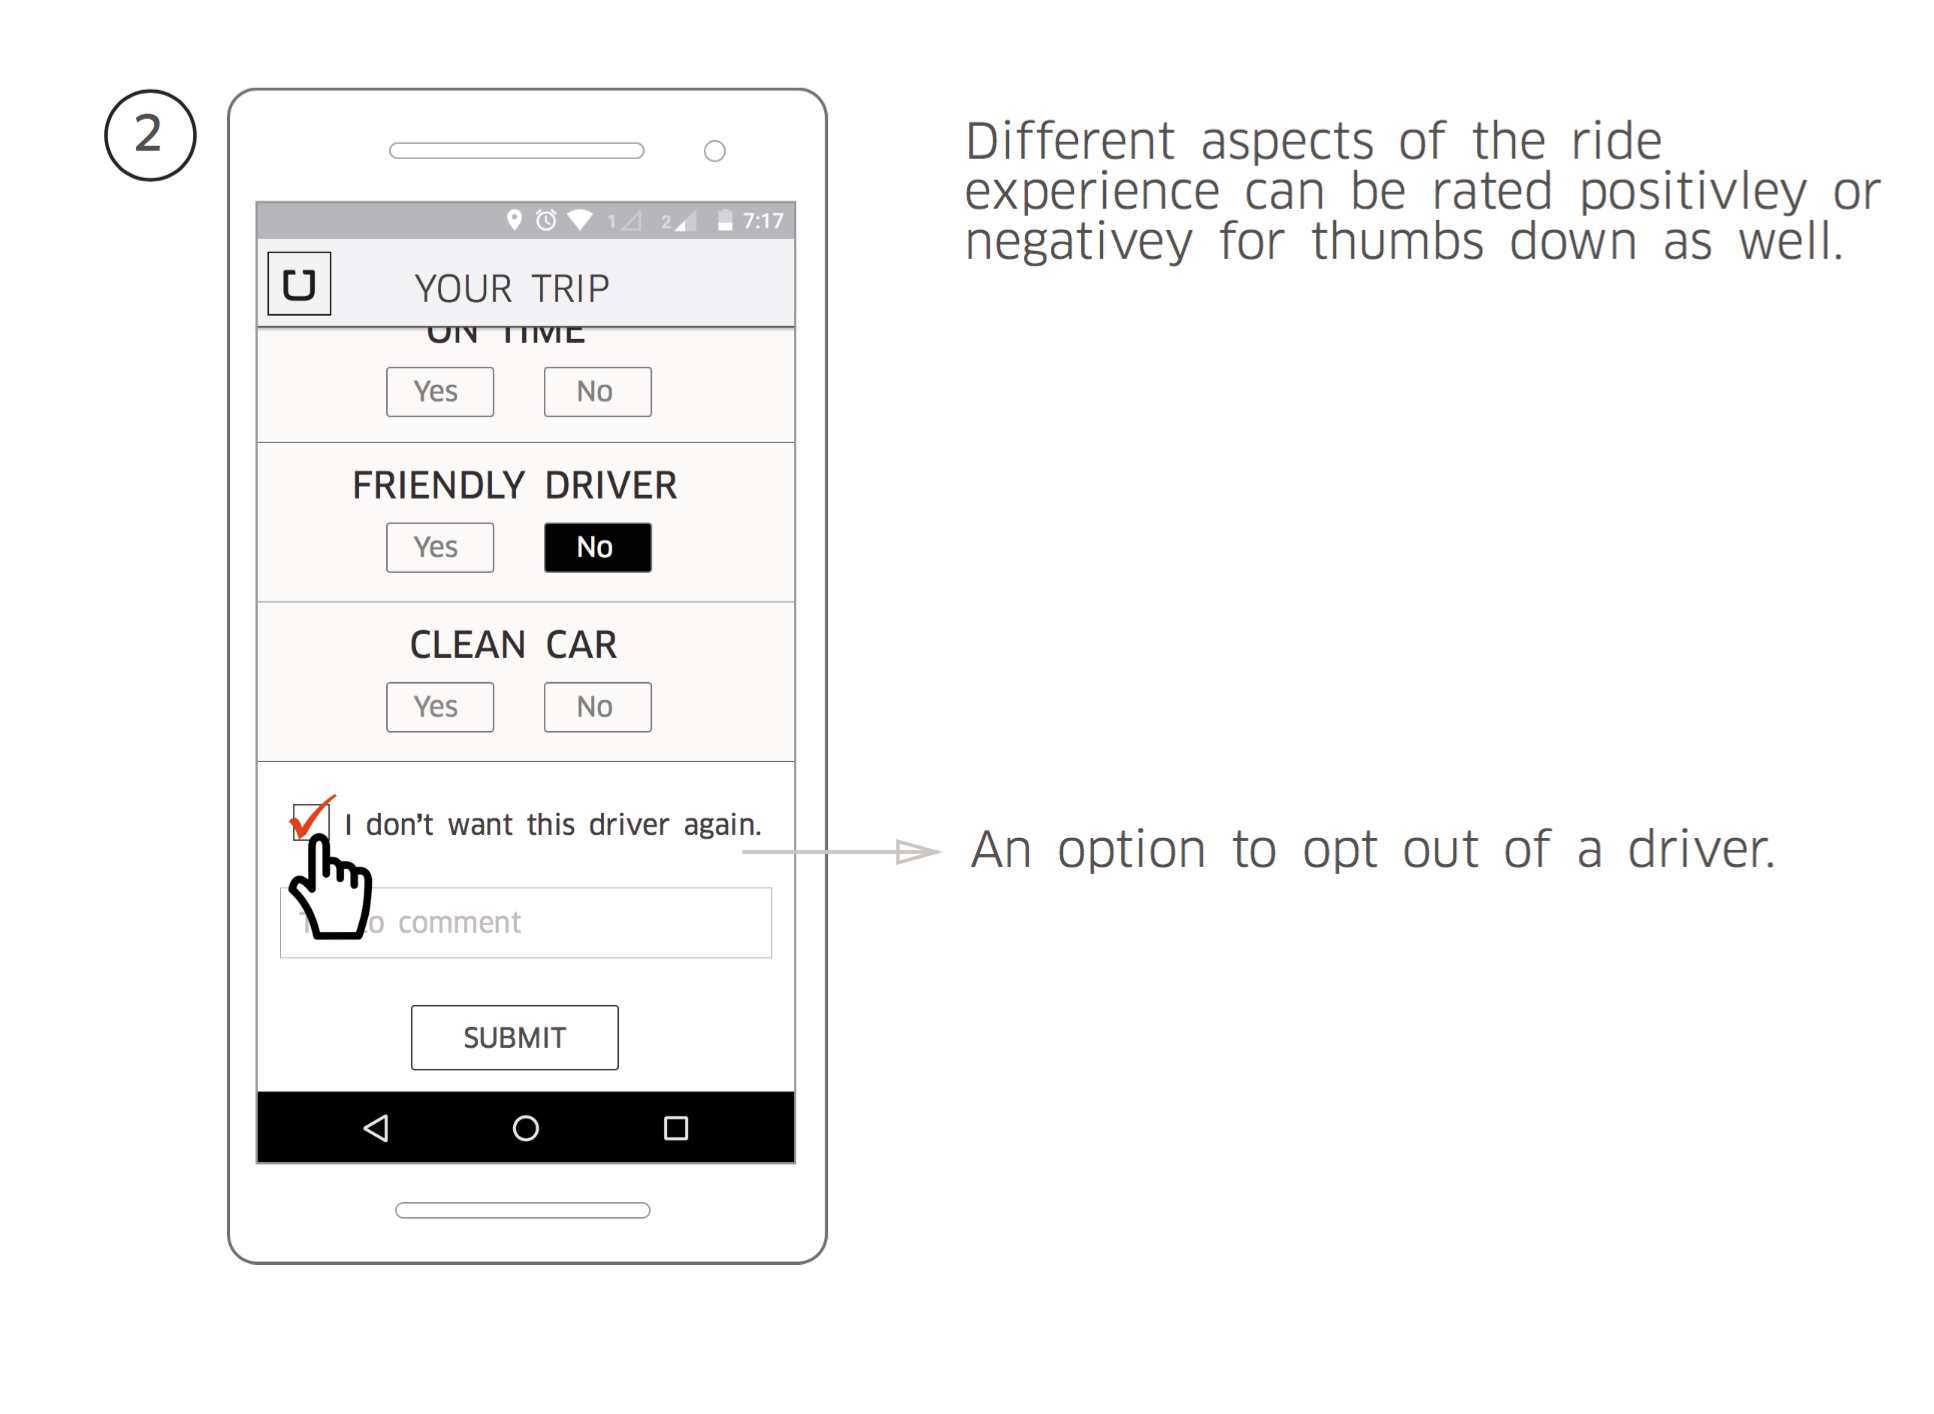 2
Different aspects of the ride
experience can be rated positivley or
negativey for thumbs down as well.
1 2 7:17
YOUR TRIP
ON TIME
Yes No
FRIENDLY DRIVER
Yes No
CLEAN CAR
Yes No
I don't want this driver again.
An option to opt out of a driver.
comment
SUBMIT